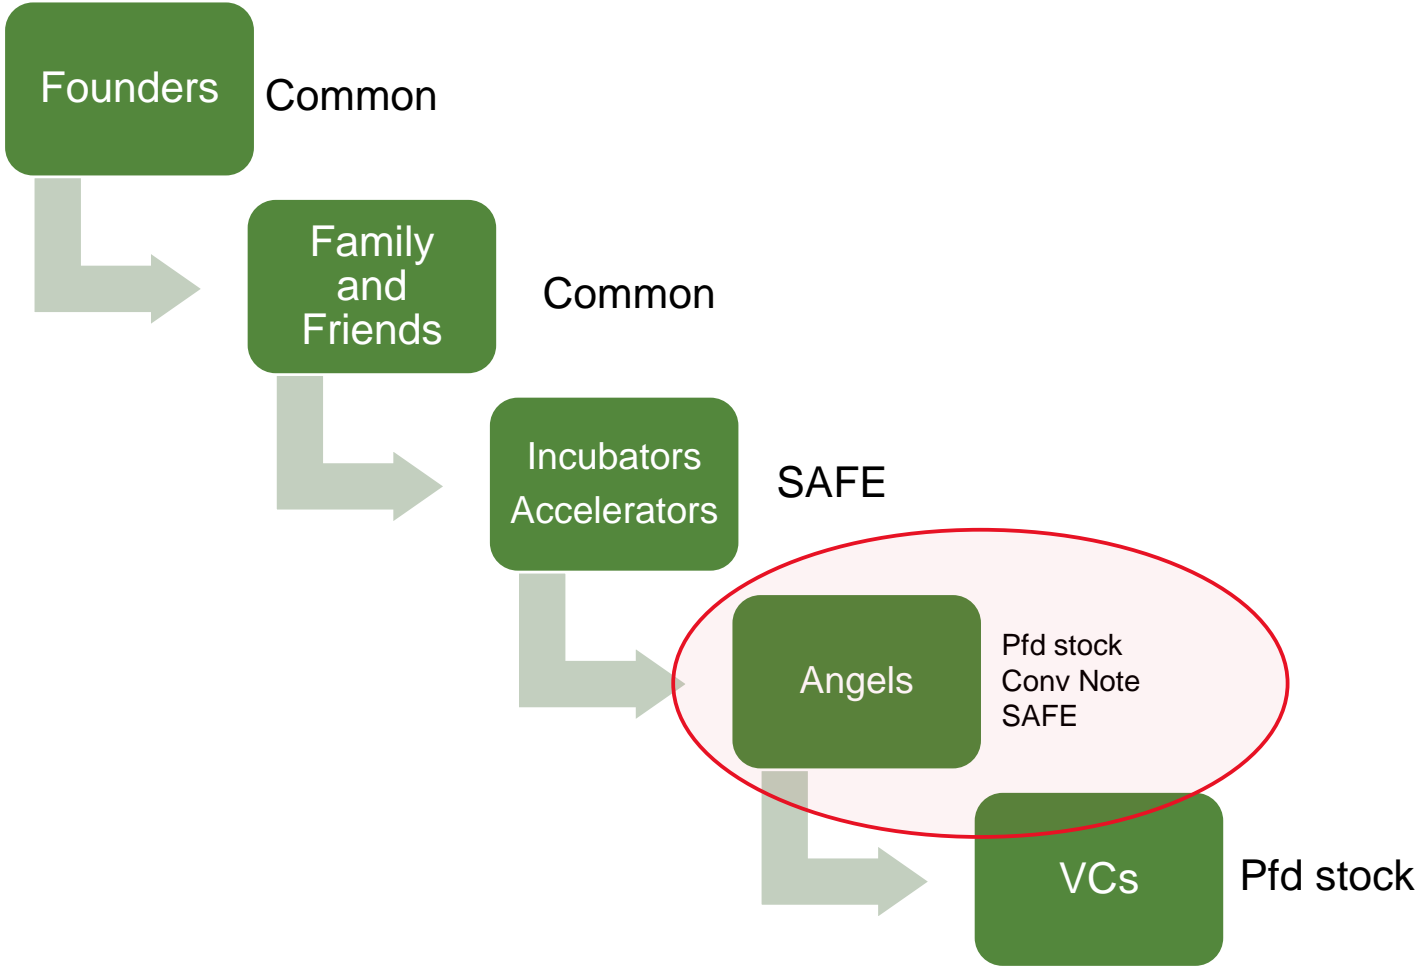 Founders
Common
Family
and
Friends
Common
Incubators
Accelerators
SAFE
Angels
Pfd stock
Conv Note
SAFE
VCs
Pfd stock